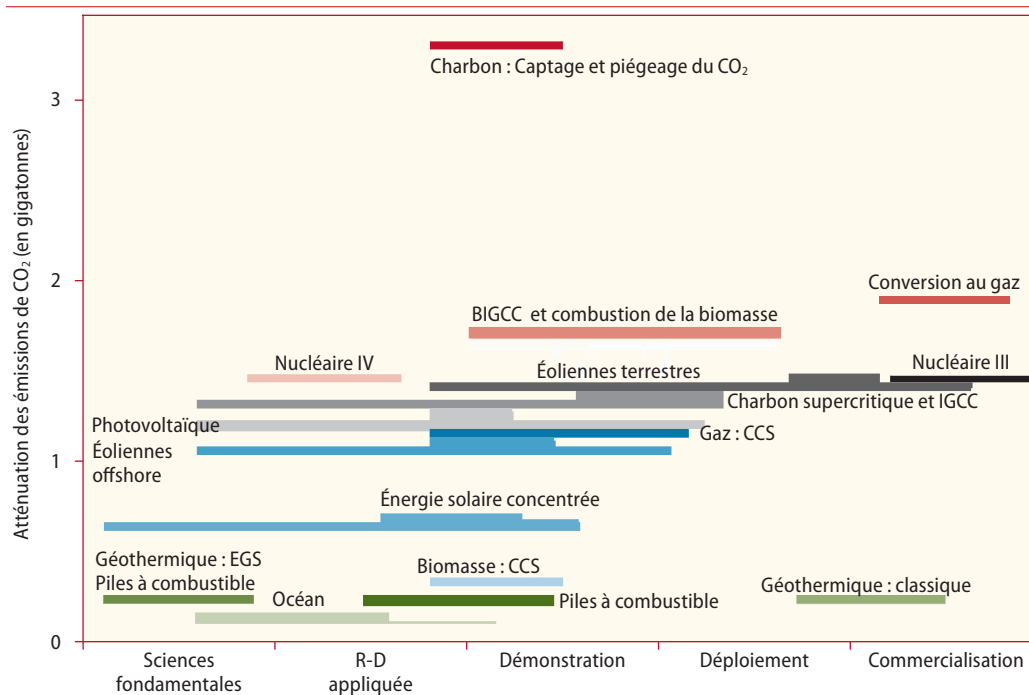 Atténuation des émissions de CO₂ (en gigatonnes)
3
2
1
0
Charbon : Captage et piégeage du CO₂
Conversion au gaz
BIGCC et combustion de la biomasse
Nucléaire IV
Éoliennes terrestres
Nucléaire III
Charbon supercritique et IGCC
Photovoltaïque
Gaz : CCS
Éoliennes
offshore
Énergie solaire concentrée
Géothermique : EGS
Piles à combustible
Biomasse : CCS
Océan
Piles à combustible
Géothermique : classique
Sciences
fondamentales
R-D
appliquée
Démonstration
Déploiement
Commercialisation